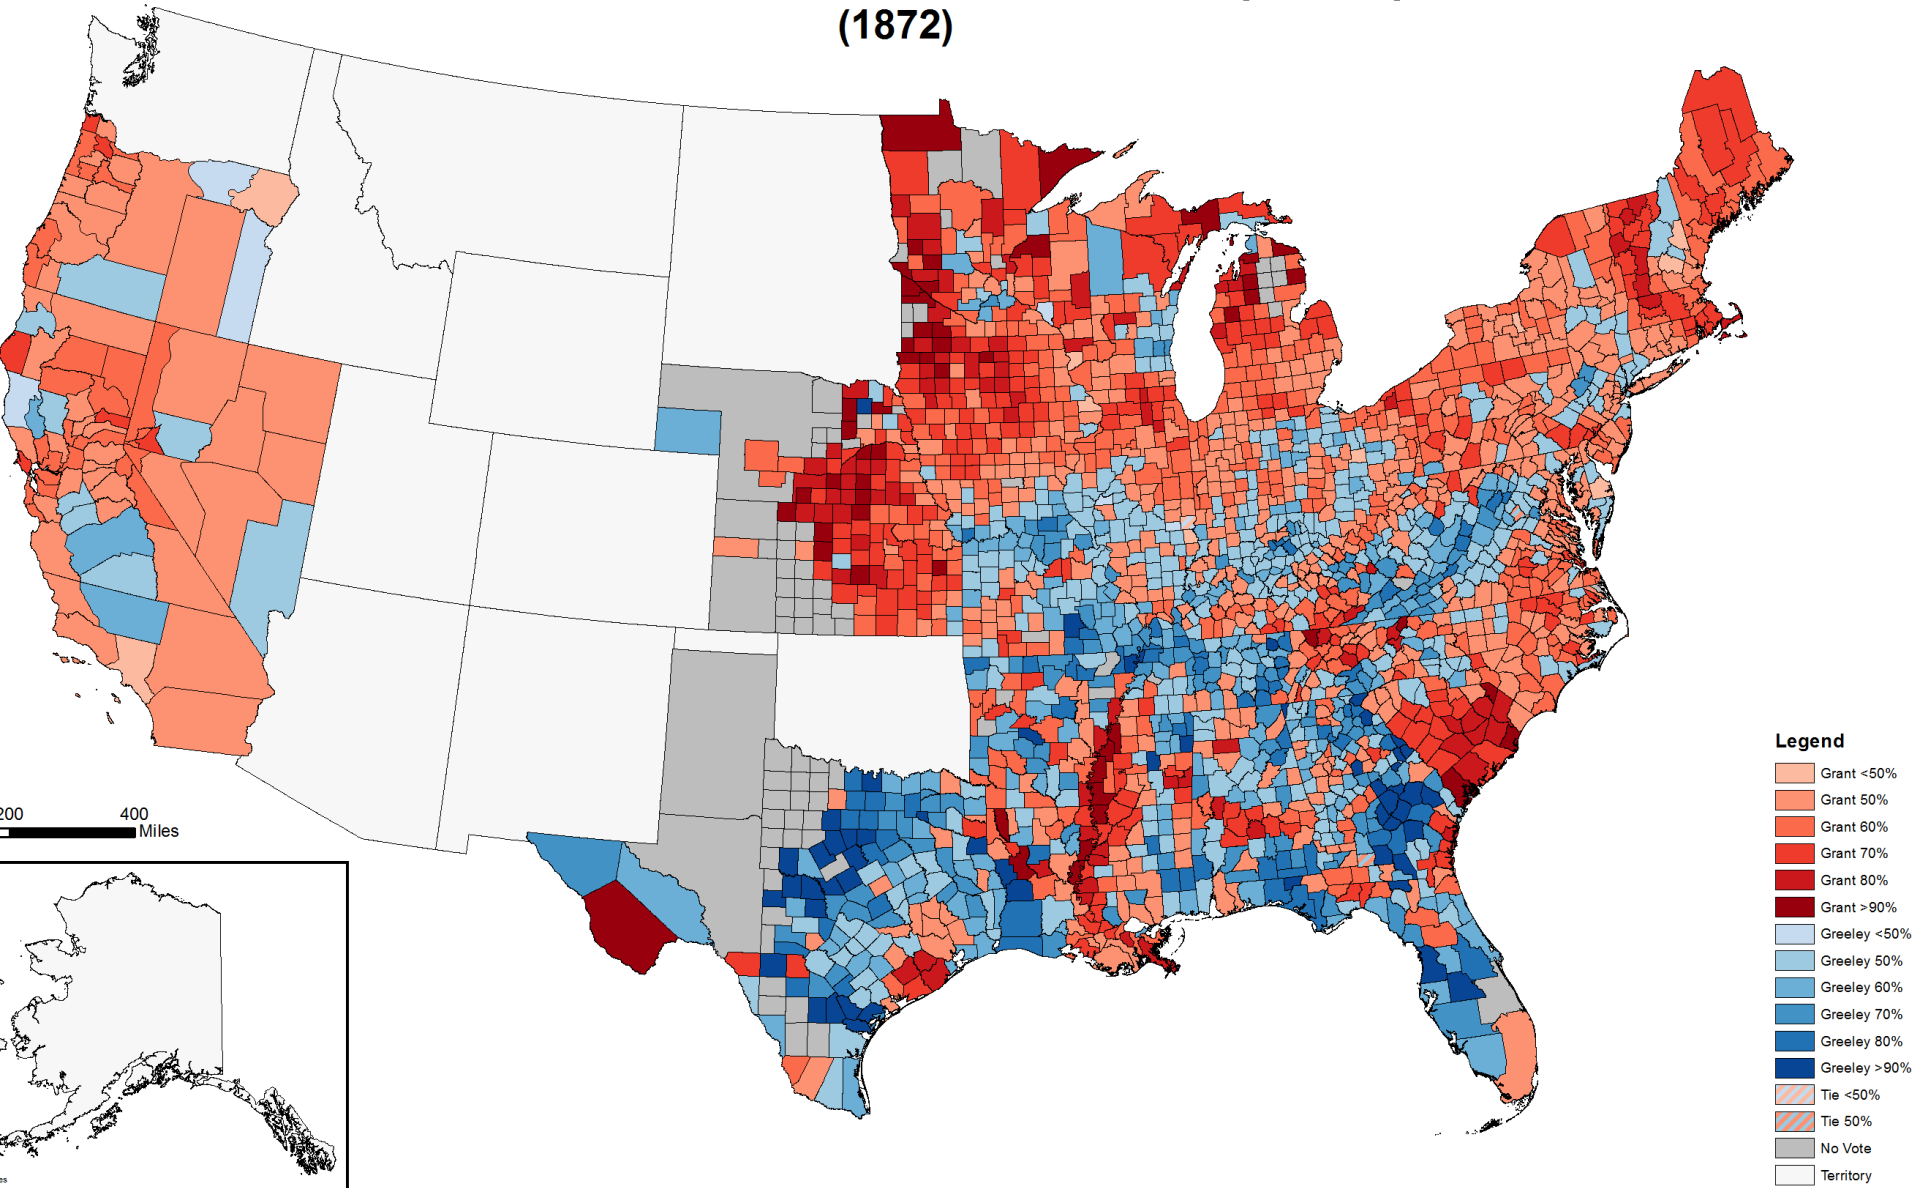 (1872)
200 400
Miles
Legend
Grant <50%
Grant 50%
Grant 60%
Grant 70%
Grant 80%
Grant >90%
Greeley <50%
Greeley 50%
Greeley 60%
Greeley 70%
Greeley 80%
Greeley >90%
Tie <50%
Tie 50%
No Vote
Territory